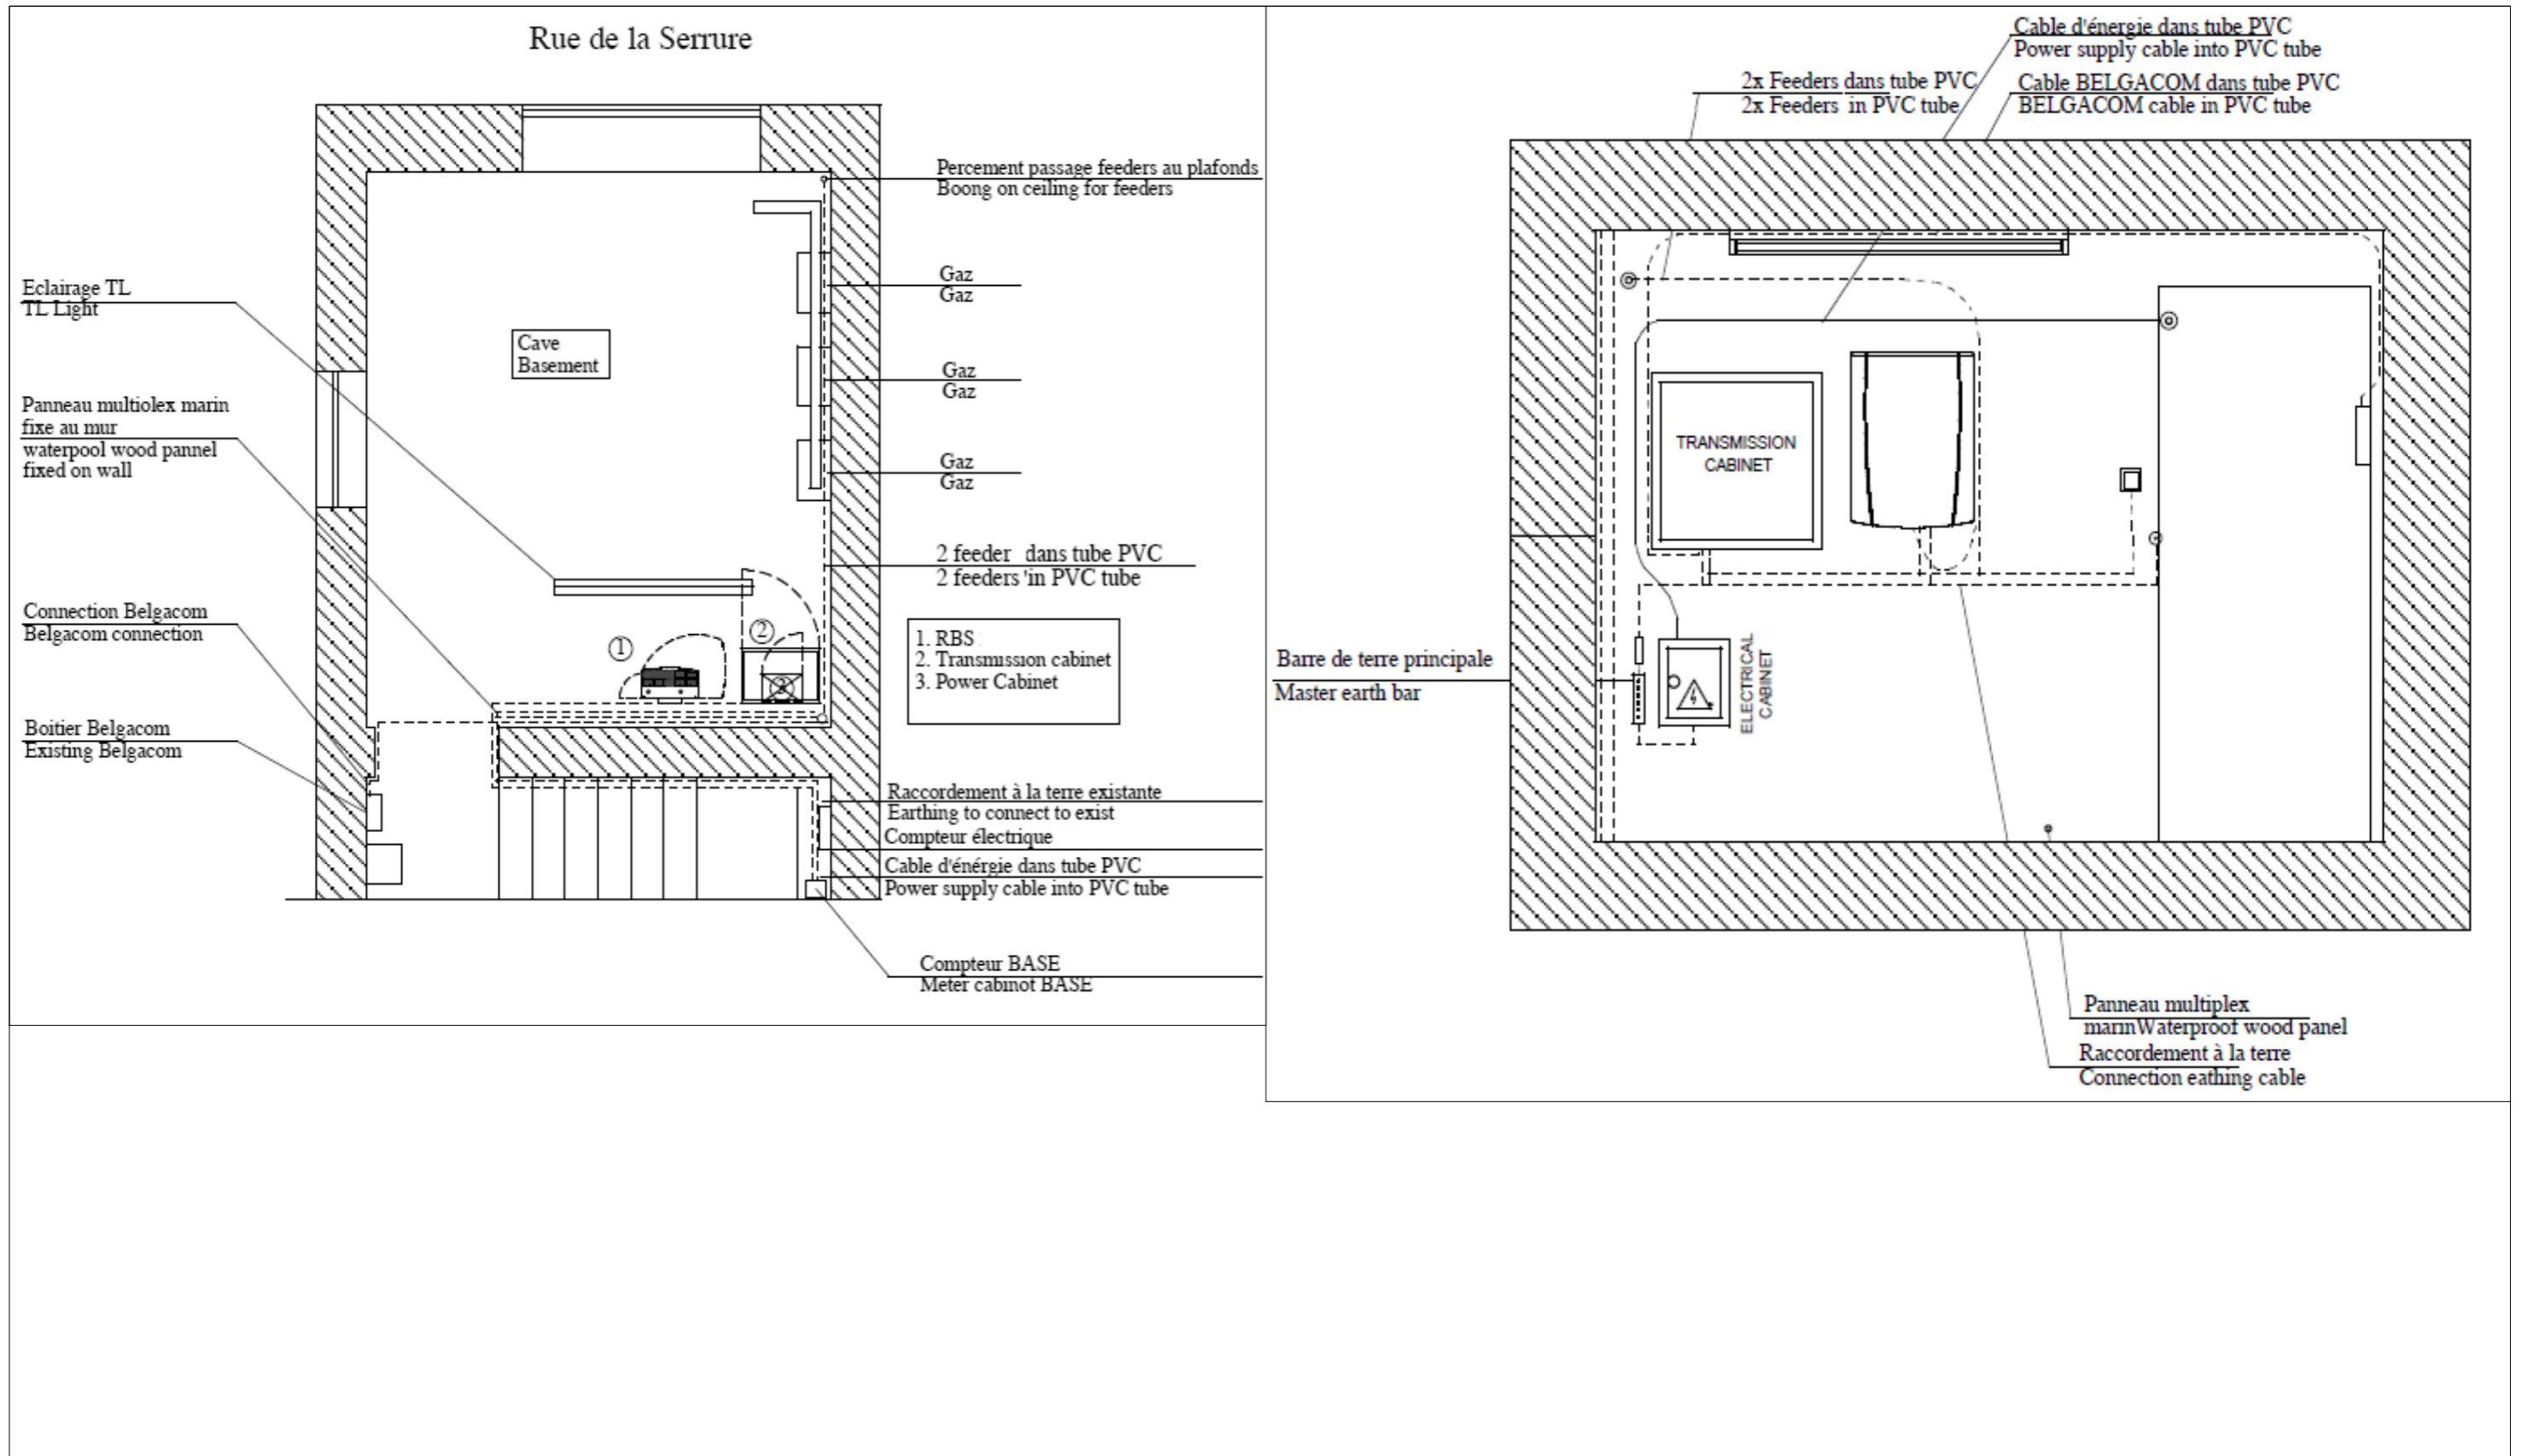 Rue de la Serrure
Percement passage feeders au plafonds
Boong on ceiling for feeders
Eclairage TL
TL Light
Gaz
Gaz
Cave
Basement
Gaz
Gaz
Panneau multiolex marin
fixe au mur
waterpool wood pannel
fixed on wall
Gaz
Gaz
2 feeder dans tube PVC
2 feeders 'in PVC tube
Connection Belgacom
Belgacom connection
1
2
3
1. RBS
2. Transmission cabinet
3. Power Cabinet
Boitier Belgacom
Existing Belgacom
Raccordement à la terre existante
Earthing to connect to exist
Compteur électrique
Cable d'énérgie dans tube PVC
Power supply cable into PVC tube
Compteur BASE
Meter cabinot BASE
Cable d'énergie dans tube PVC
Power supply cable into PVC tube
2x Feeders dans tube PVC
2x Feeders in PVC tube
Cable BELGACOM dans tube PVC
BELGACOM cable in PVC tube
TRANSMISSION
CABINET
ELECTRICAL
CABINET
Barre de terre principale
Master earth bar
Panneau multiplex
marinWaterproof wood panel
Raccordement à la terre
Connection eathing cable